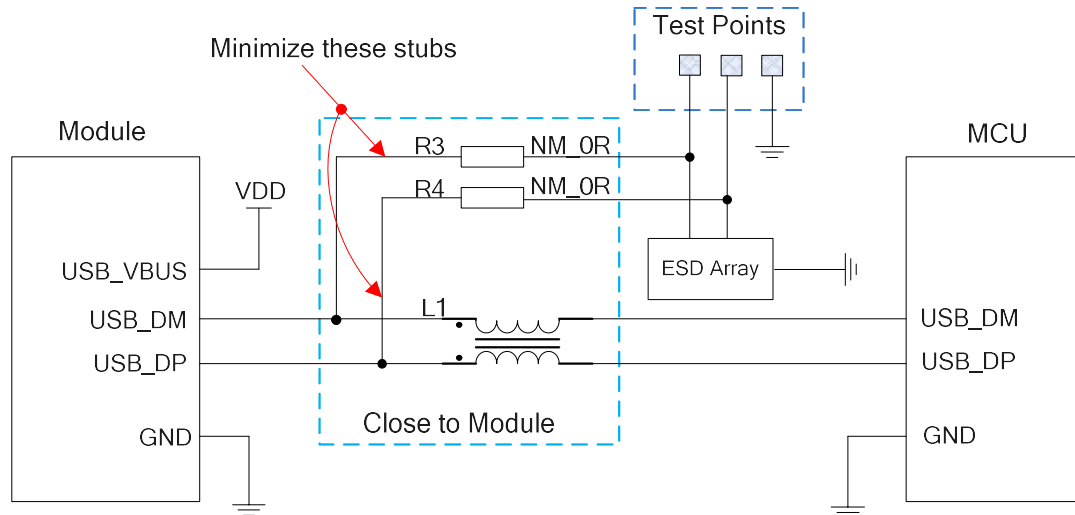 Test Points
Minimize these stubs
Module
MCU
R3 NM_0R
R4 NM_0R
VDD
ESD Array
USB_VBUS
L1
USB_DM
USB_DM
USB_DP
USB_DP
Close to Module
GND
GND